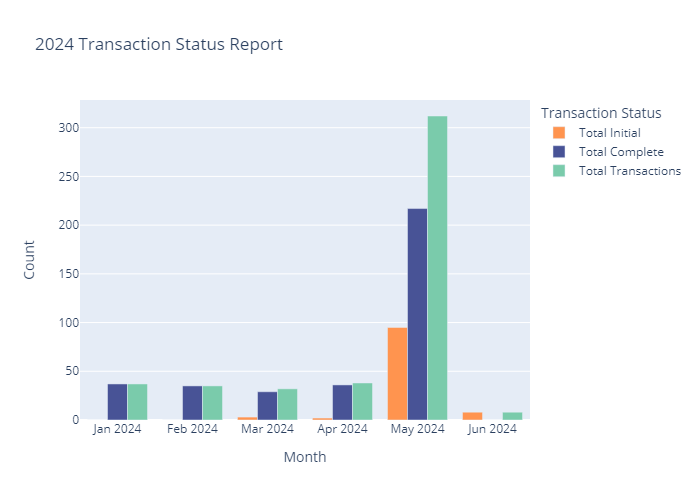 2024 Transaction Status Report
Transaction Status
Total Initial
Total Complete
Total Transactions
300
250
200
150
100
50
0
Count
Jan 2024
Feb 2024
Mar 2024
Apr 2024
May 2024
Jun 2024
Month